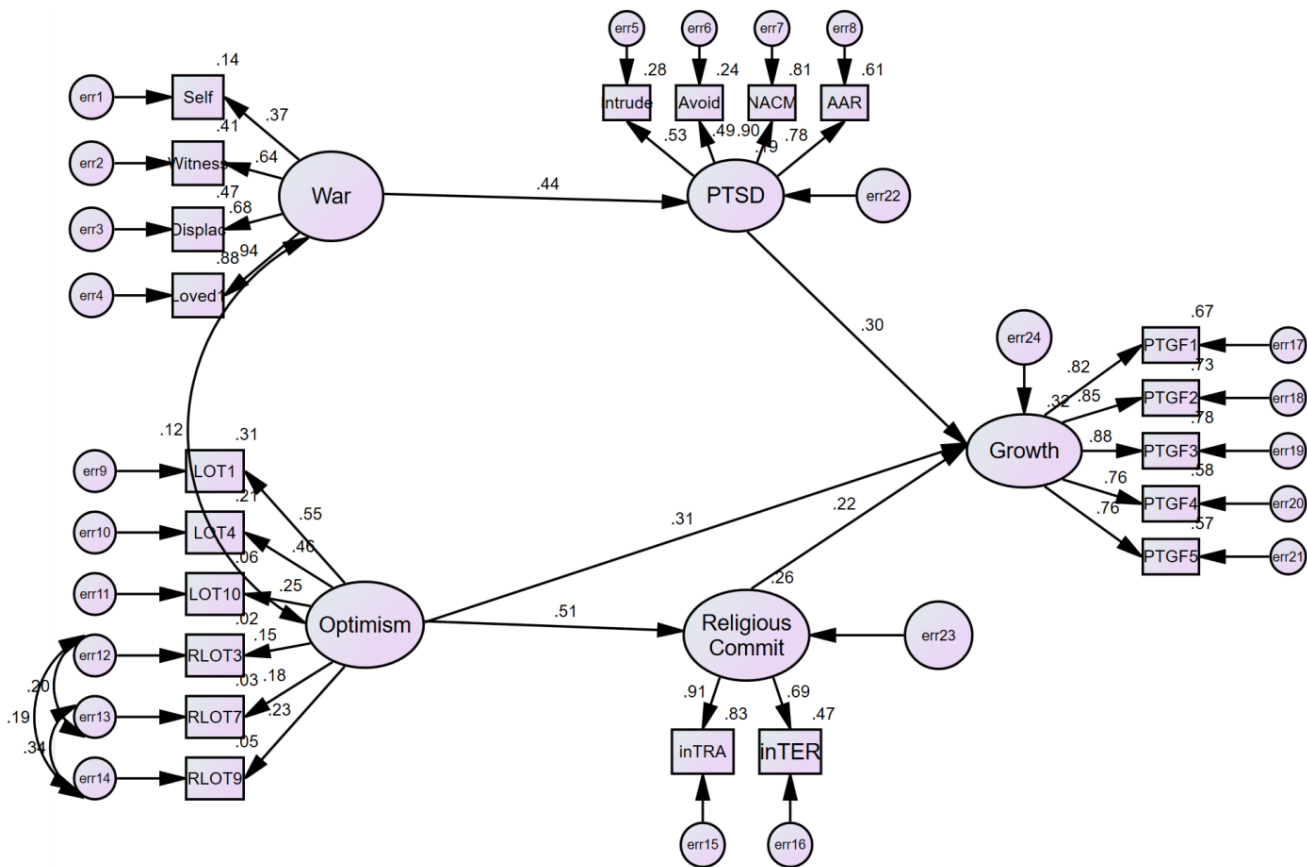 err5
err6
err7
err8
.14
.28
.24
.81
.61
err1
Self
Intrude
Avoid
NACM
AAR
.37
.41
.53
.49
.90
.78
.19
err2
Witness
.64
War
.44
PTSD
err22
.47
.68
err3
Displac
.88
.94
err4
Loved1
.30
.67
err24
PTGF1
err17
.82
.73
.32
.85
PTGF2
err18
.78
.12
.31
.88
Growth
PTGF3
err19
err9
LOT1
.58
.76
.21
PTGF4
err20
.31
.22
.76
.57
.55
err10
LOT4
.46
PTGF5
err21
.06
.26
err11
LOT10
.25
.02
.51
Optimism
Religious
Commit
err23
err12
RLOT3
.15
.03
.18
.20
.19
err13
RLOT7
.23
.91
.69
.34
.05
.83
.47
inTRA
inTER
err14
RLOT9
err15
err16